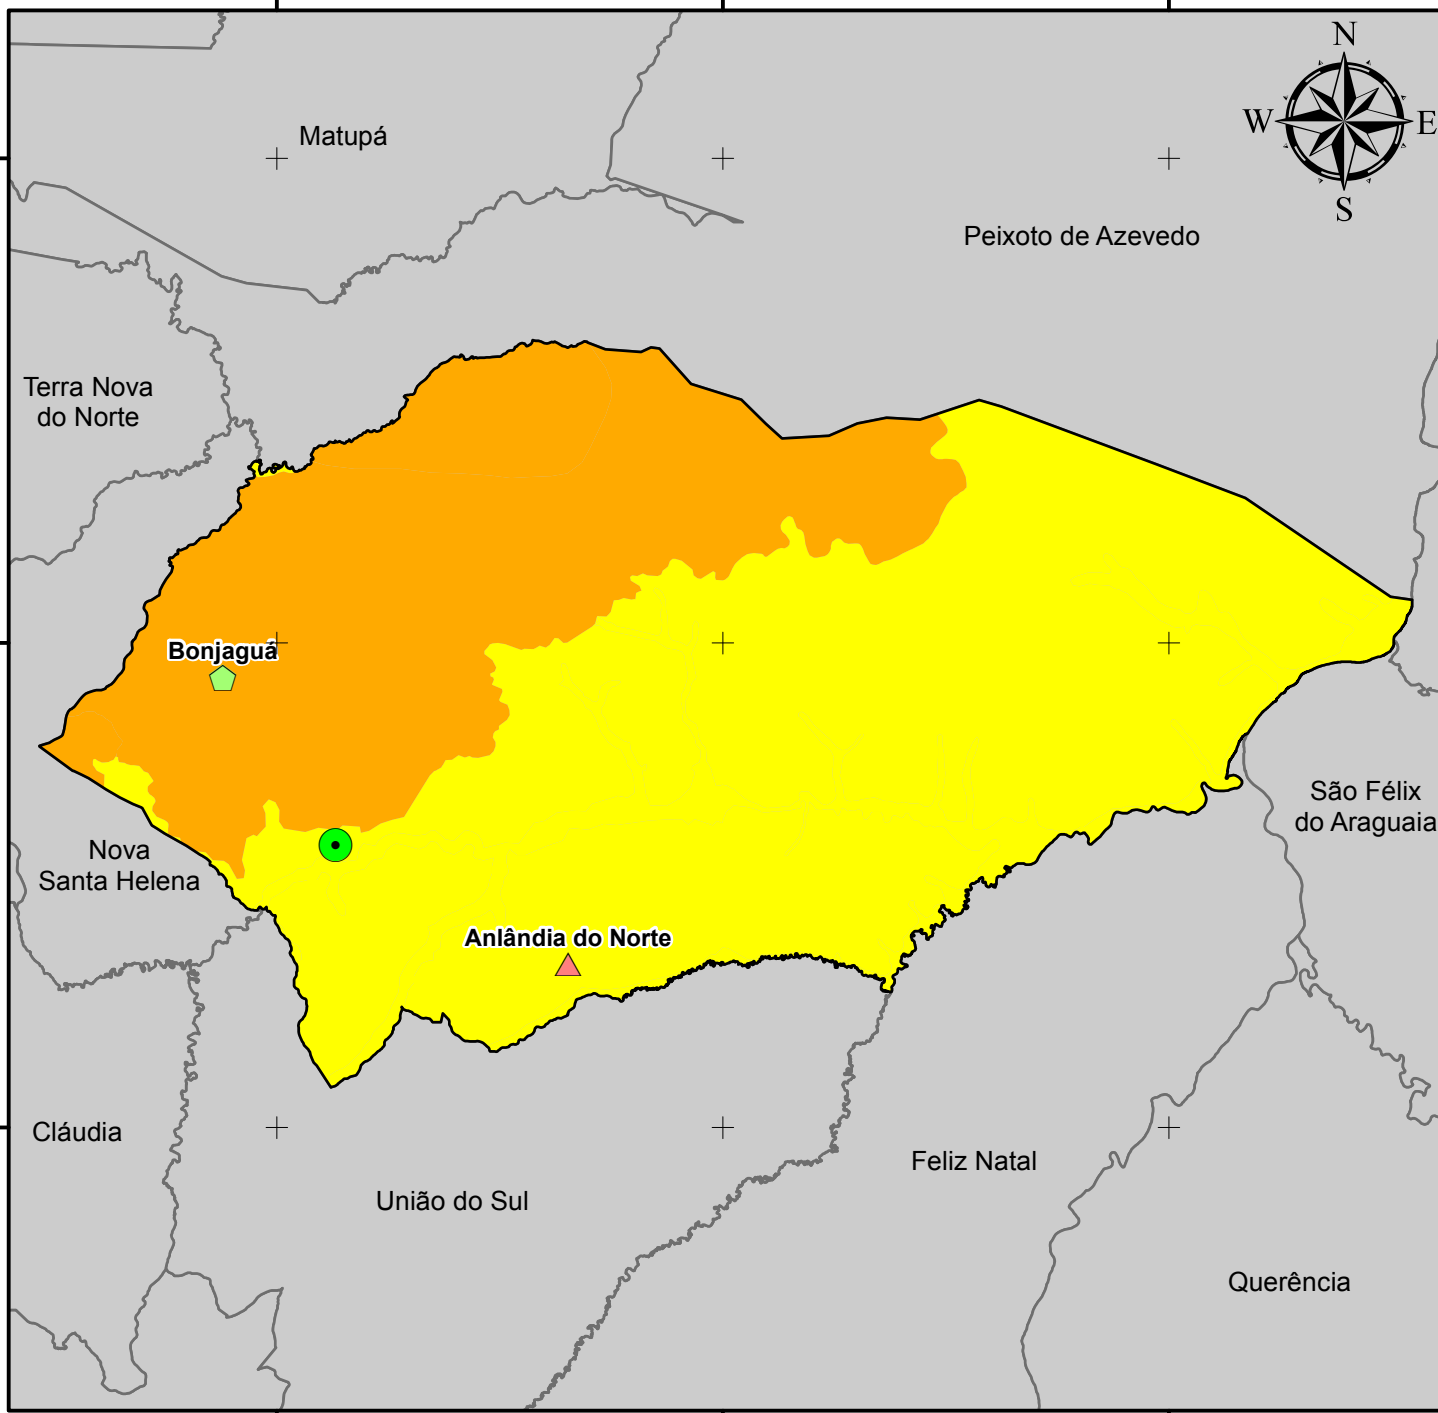 N
W
E
S
Matupá
Peixoto de Azevedo
Terra Nova
do Norte
Bonjaguá
São Félix
do Araguaia
Nova
Santa Helena
Anlândia do Norte
Cláudia
Feliz Natal
União do Sul
Querência